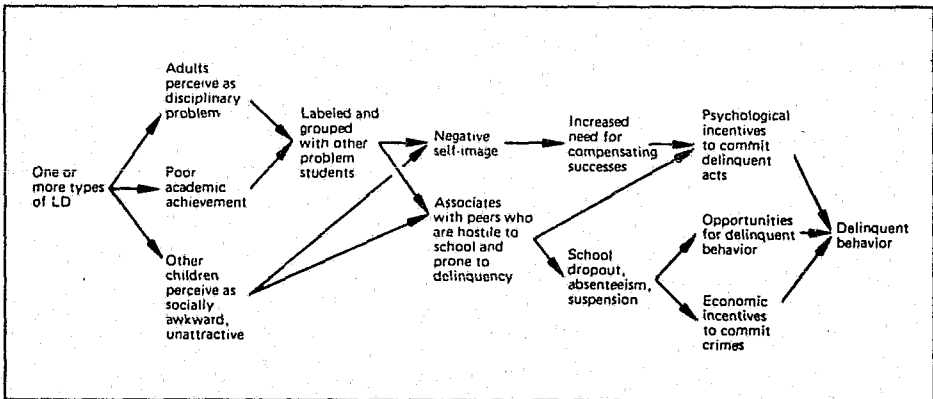 One or
more types
of LD
Adults
perceive as
disciplinary
problem
Poor
academic
achievement
Other
children
perceive as
socially
awkward,
unattractive
Labeled and
grouped
with other
problem
students
Negative
self-image
Associates
with peers who
are hostile to
school and
prone to
delinquency
Increased
need for
compensating
successes
School
dropout,
absenteeism,
suspension
Psychological
incentives
to commit
delinquent
acts
Opportunities
for delinquent
behavior
Economic
incentives
to commit
crimes
Delinquent
behavior